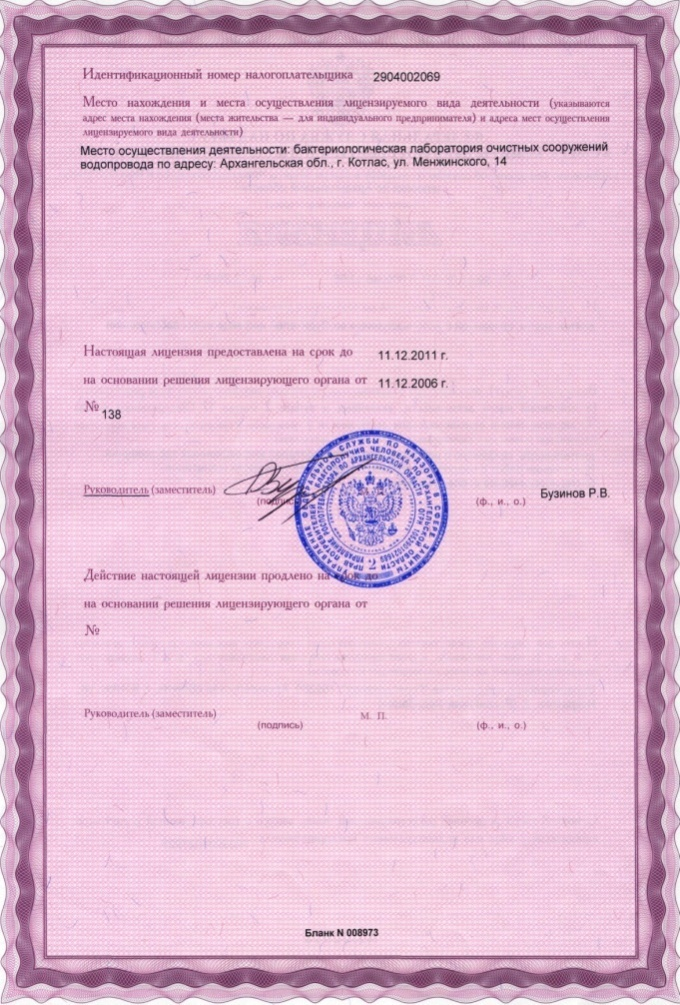 Идентификационный номер налогоплательщика 2904002069
Место нахождения и места осуществления лицензируемого вида деятельности (указываются
адрес места нахождения (места жительства — для индивидуального предпринимателя) и адреса мест осуществления
лицензируемого вида деятельности)
Место осуществления деятельности: бактериологическая лаборатория очистных сооружений
водопровода по адресу: Архангельская обл., г. Котлас, ул. Менжинского, 14
Настоящая лицензия предоставлена на срок до 11.12.2011 г.
на основании решения лицензирующего органа от 11.12.2006 г.
№ 138
Руководитель (заместитель) (подпись) (ф., и., о.) Бузинов Р.В.
Действие настоящей лицензии продлено на срок до
на основании решения лицензирующего органа от
№
Руководитель (заместитель) (подпись) М. П. (ф., и., о.)
Бланк N 008973